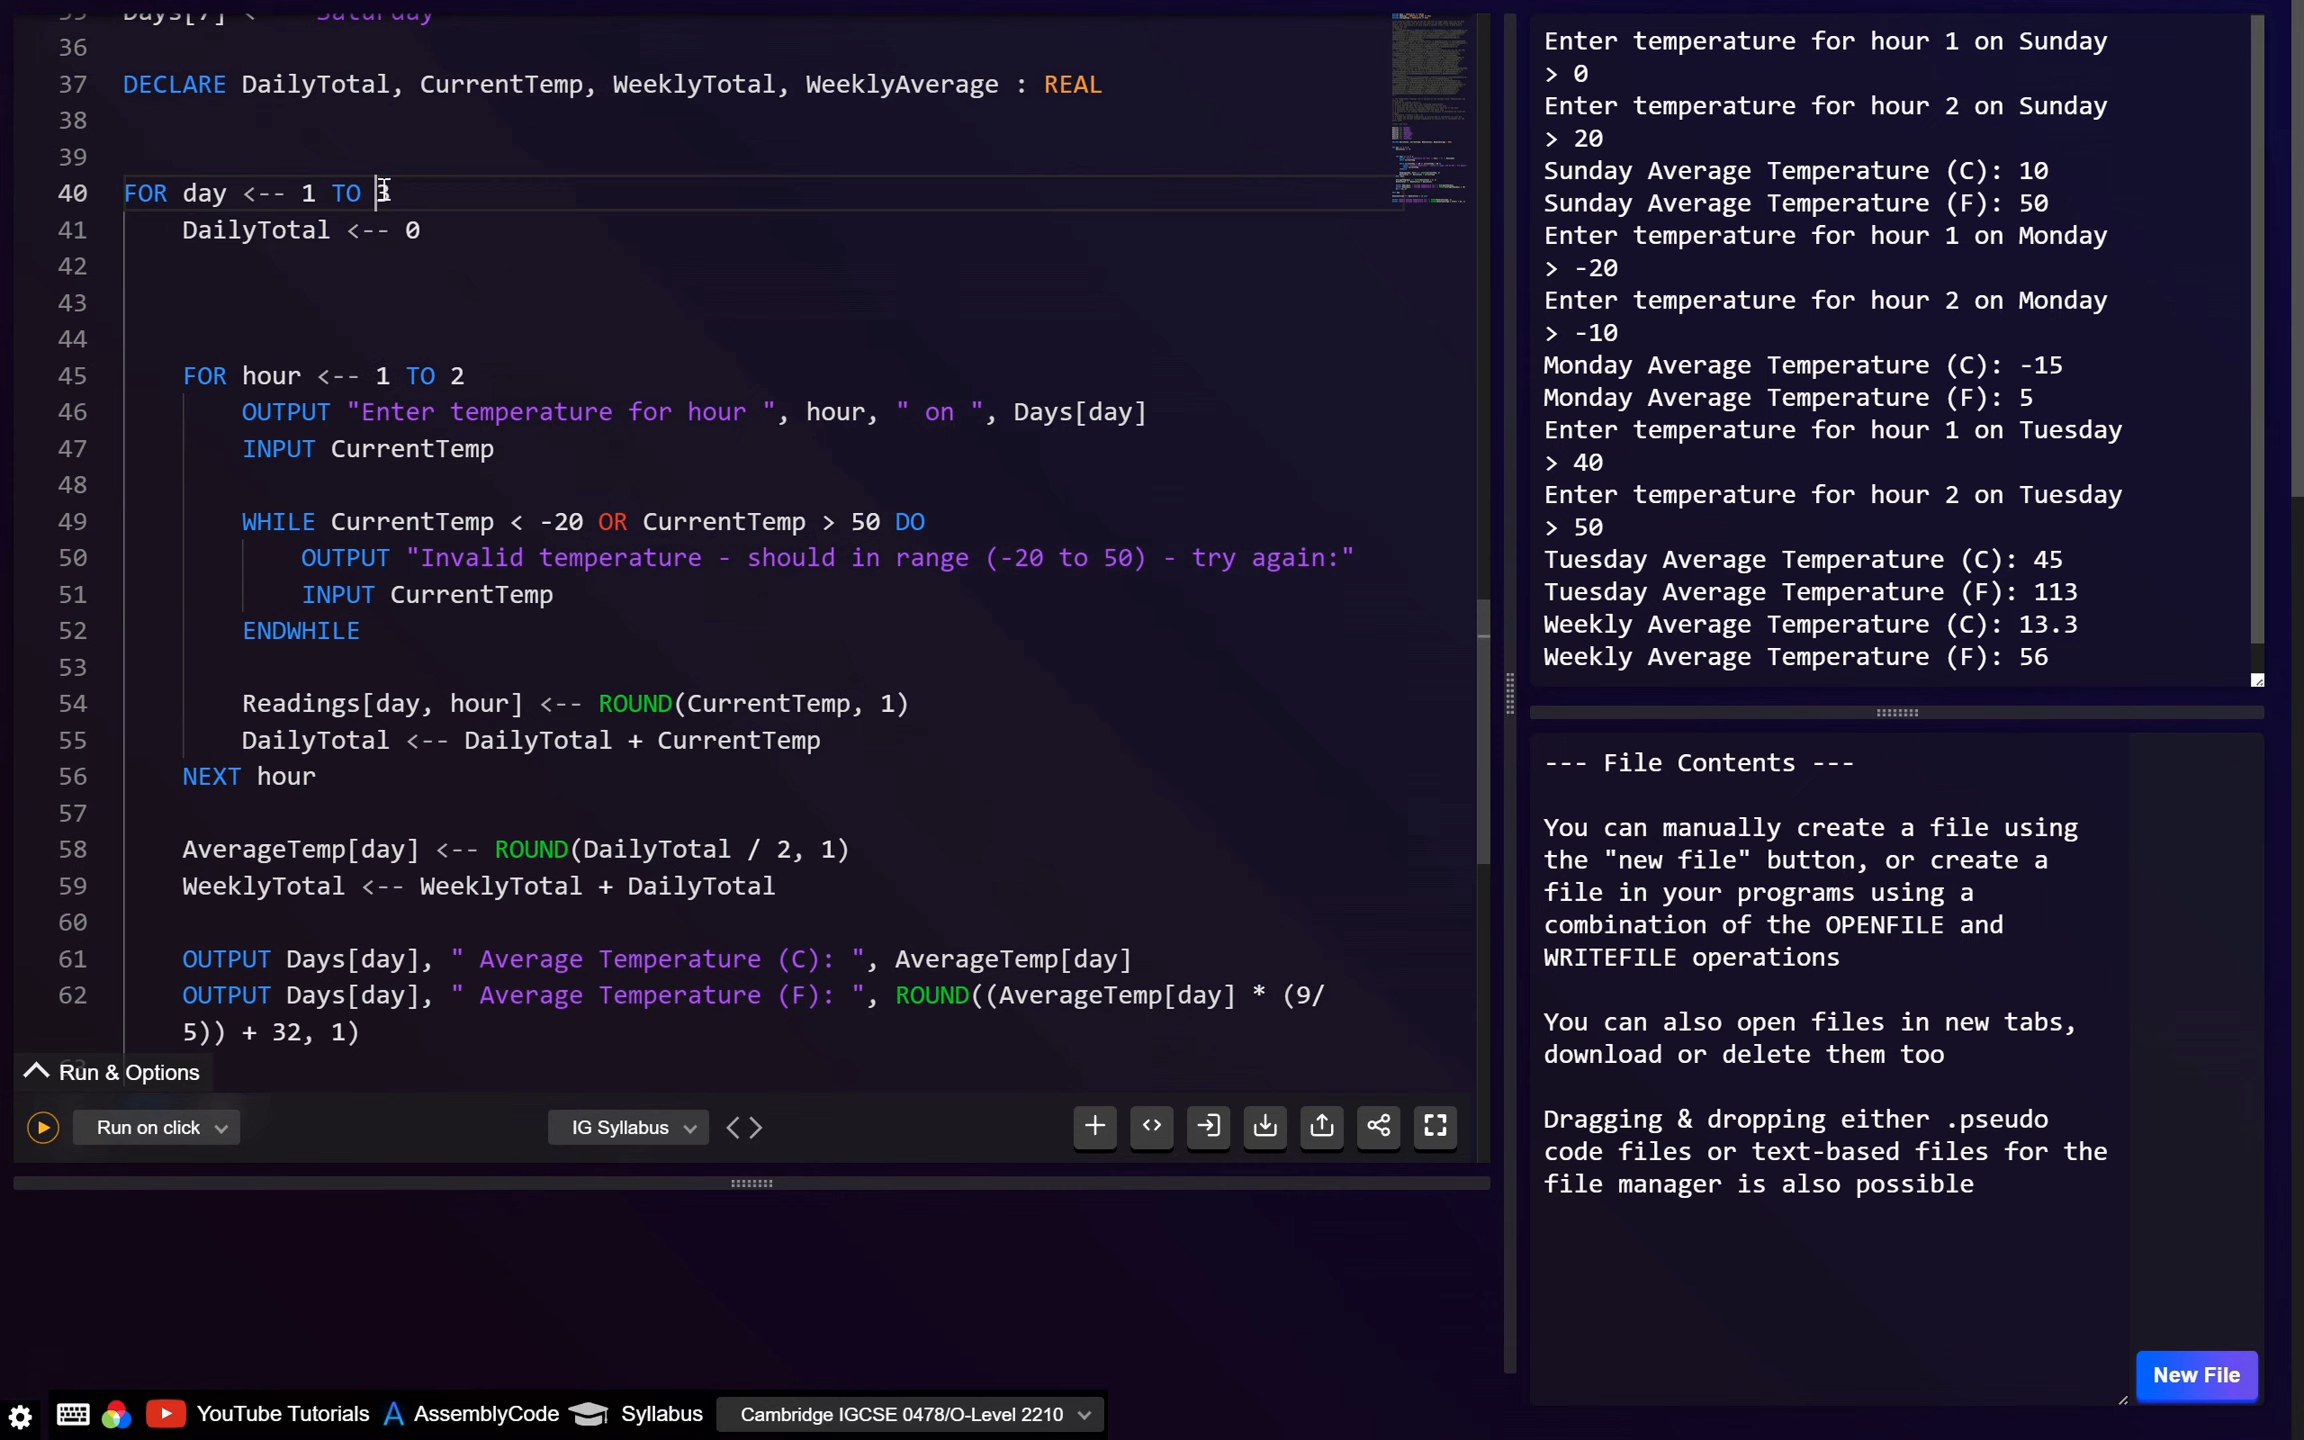 35 Days[7] <-- "Saturday"
36
37 DECLARE DailyTotal, CurrentTemp, WeeklyTotal, WeeklyAverage : REAL
38
39
40 FOR day <-- 1 TO 3
41 DailyTotal <-- 0
42
43
44
45 FOR hour <-- 1 TO 2
46 OUTPUT "Enter temperature for hour ", hour, " on ", Days[day]
47 INPUT CurrentTemp
48
49 WHILE CurrentTemp < -20 OR CurrentTemp > 50 DO
50 OUTPUT "Invalid temperature - should in range (-20 to 50) - try again:"
51 INPUT CurrentTemp
52 ENDWHILE
53
54 Readings[day, hour] <-- ROUND(CurrentTemp, 1)
55 DailyTotal <-- DailyTotal + CurrentTemp
56 NEXT hour
57
58 AverageTemp[day] <-- ROUND(DailyTotal / 2, 1)
59 WeeklyTotal <-- WeeklyTotal + DailyTotal
60
61 OUTPUT Days[day], " Average Temperature (C): ", AverageTemp[day]
62 OUTPUT Days[day], " Average Temperature (F): ", ROUND((AverageTemp[day] * (9/
5)) + 32, 1)
63
Run & Options
Run on click
IG Syllabus
Enter temperature for hour 1 on Sunday
> 0
Enter temperature for hour 2 on Sunday
> 20
Sunday Average Temperature (C): 10
Sunday Average Temperature (F): 50
Enter temperature for hour 1 on Monday
> -20
Enter temperature for hour 2 on Monday
> -10
Monday Average Temperature (C): -15
Monday Average Temperature (F): 5
Enter temperature for hour 1 on Tuesday
> 40
Enter temperature for hour 2 on Tuesday
> 50
Tuesday Average Temperature (C): 45
Tuesday Average Temperature (F): 113
Weekly Average Temperature (C): 13.3
Weekly Average Temperature (F): 56
--- File Contents ---
You can manually create a file using
the "new file" button, or create a
file in your programs using a
combination of the OPENFILE and
WRITEFILE operations
You can also open files in new tabs,
download or delete them too
Dragging & dropping either .pseudo
code files or text-based files for the
file manager is also possible
New File
YouTube Tutorials
AssemblyCode
Syllabus
Cambridge IGCSE 0478/O-Level 2210